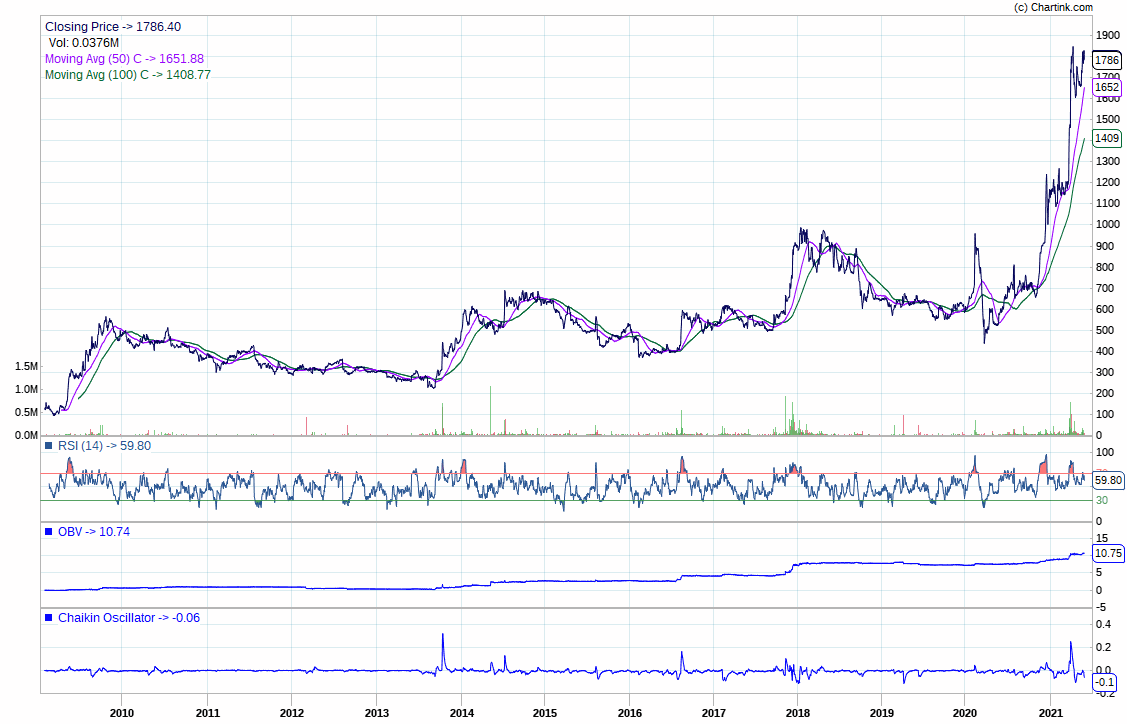 (c) Chartink.com
Closing Price -> 1786.40
Vol: 0.0376M
Moving Avg (50) C -> 1651.88
Moving Avg (100) C -> 1408.77
1900
1786
1700
1652
1600
1500
1409
1300
1200
1100
1000
900
800
700
600
500
400
300
200
100
0
1.5M
1.0M
0.5M
0.0M
RSI (14) -> 59.80
100
70
59.80
30
0
OBV -> 10.74
15
10.75
5
0
-5
Chaikin Oscillator -> -0.06
0.4
0.2
0.0
-0.1
-0.2
2010 2011 2012 2013 2014 2015 2016 2017 2018 2019 2020 2021